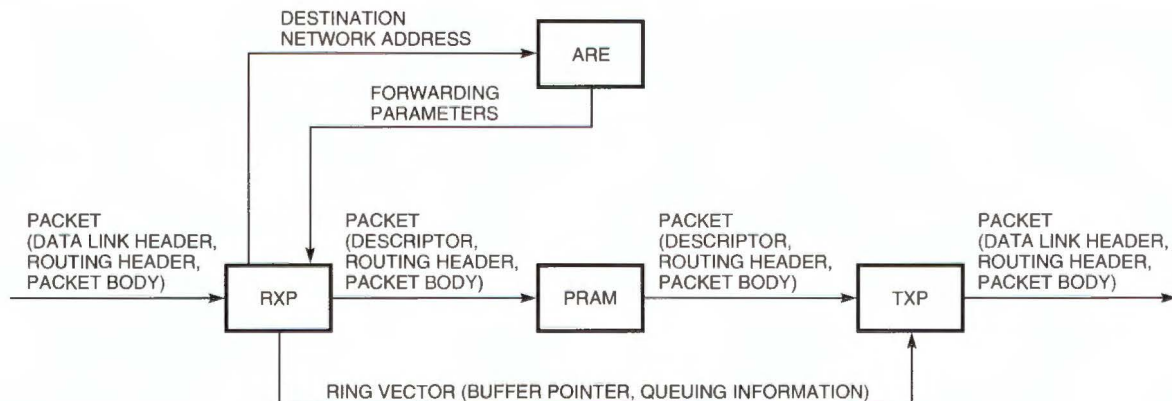 DESTINATION
NETWORK ADDRESS
ARE
FORWARDING
PARAMETERS
PACKET
(DATA LINK HEADER,
ROUTING HEADER,
PACKET BODY)
RXP
PACKET
(DESCRIPTOR,
ROUTING HEADER,
PACKET BODY)
PRAM
PACKET
(DESCRIPTOR,
ROUTING HEADER,
PACKET BODY)
TXP
PACKET
(DATA LINK HEADER,
ROUTING HEADER,
PACKET BODY)
RING VECTOR (BUFFER POINTER, QUEUING INFORMATION)